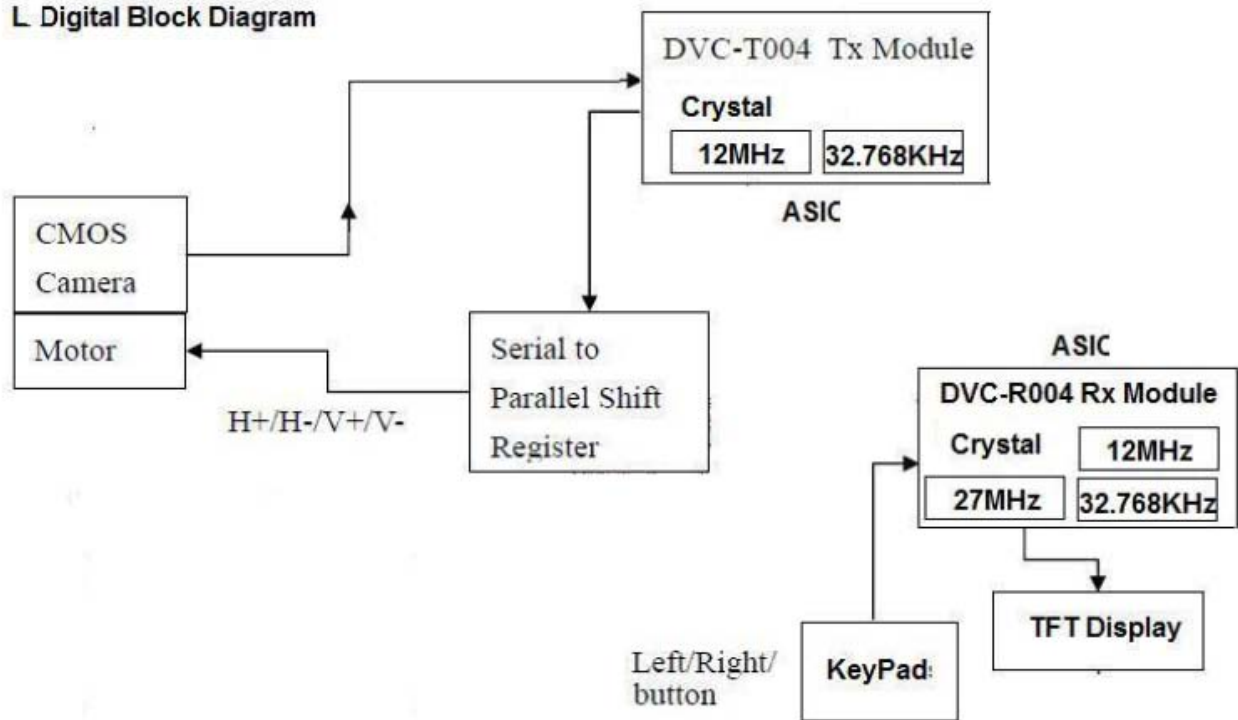 L. Digital Block Diagram
DVC-T004 Tx Module
Crystal
12MHz 32.768KHz
ASIC
CMOS
Camera
Motor
H+/H-/V+/V-
Serial to
Parallel Shift
Register
ASIC
DVC-R004 Rx Module
Crystal 12MHz
27MHz 32.768KHz
TFT Display
KeyPads
Left/Right/
button